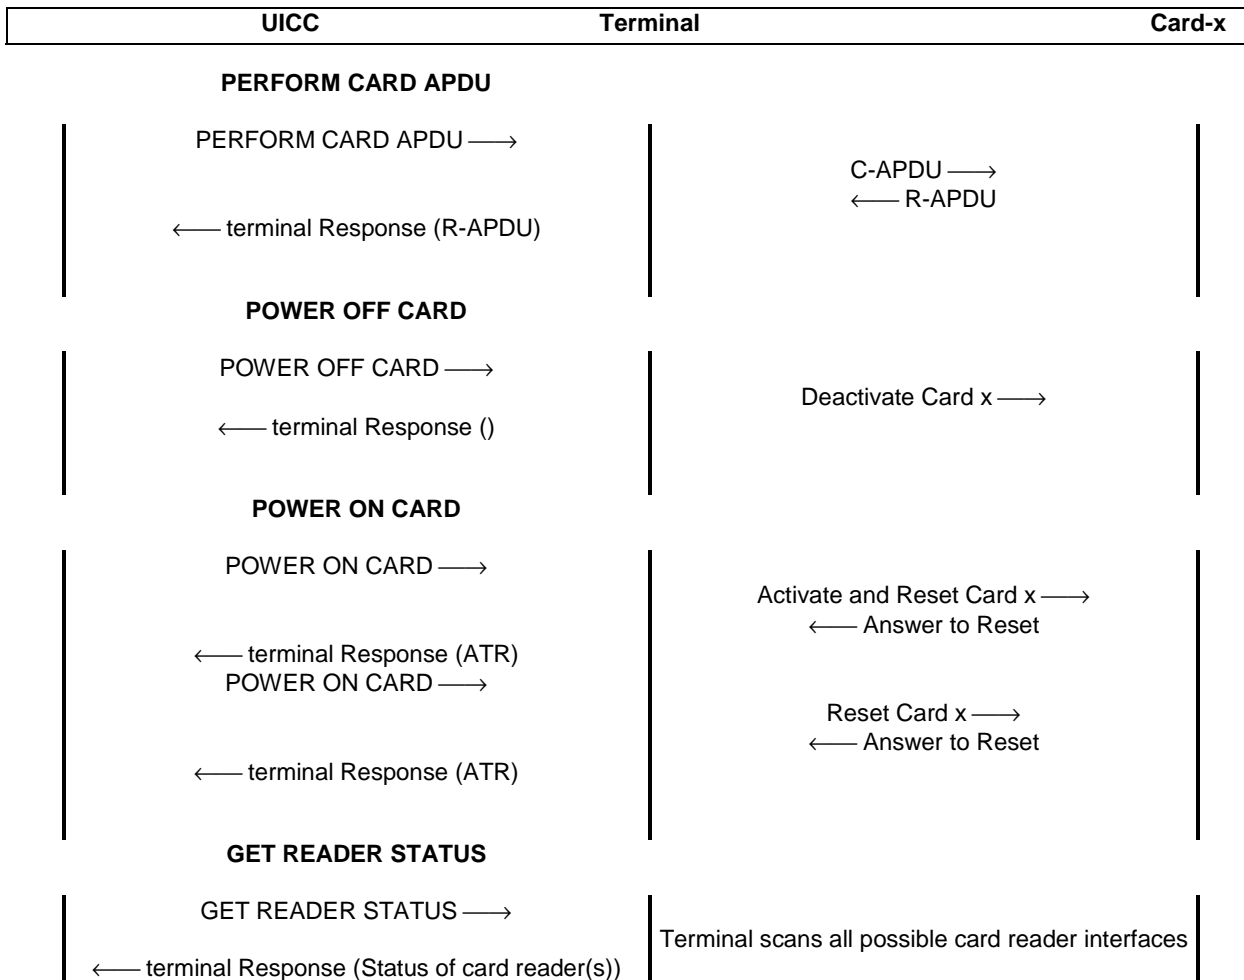 UICC Terminal Card-x
PERFORM CARD APDU
PERFORM CARD APDU ⟶
C-APDU ⟶
⟵ R-APDU
⟵ terminal Response (R-APDU)
POWER OFF CARD
POWER OFF CARD ⟶
Deactivate Card x ⟶
⟵ terminal Response ()
POWER ON CARD
POWER ON CARD ⟶
Activate and Reset Card x ⟶
⟵ Answer to Reset
⟵ terminal Response (ATR)
POWER ON CARD ⟶
Reset Card x ⟶
⟵ Answer to Reset
⟵ terminal Response (ATR)
GET READER STATUS
GET READER STATUS ⟶
Terminal scans all possible card reader interfaces
⟵ terminal Response (Status of card reader(s))